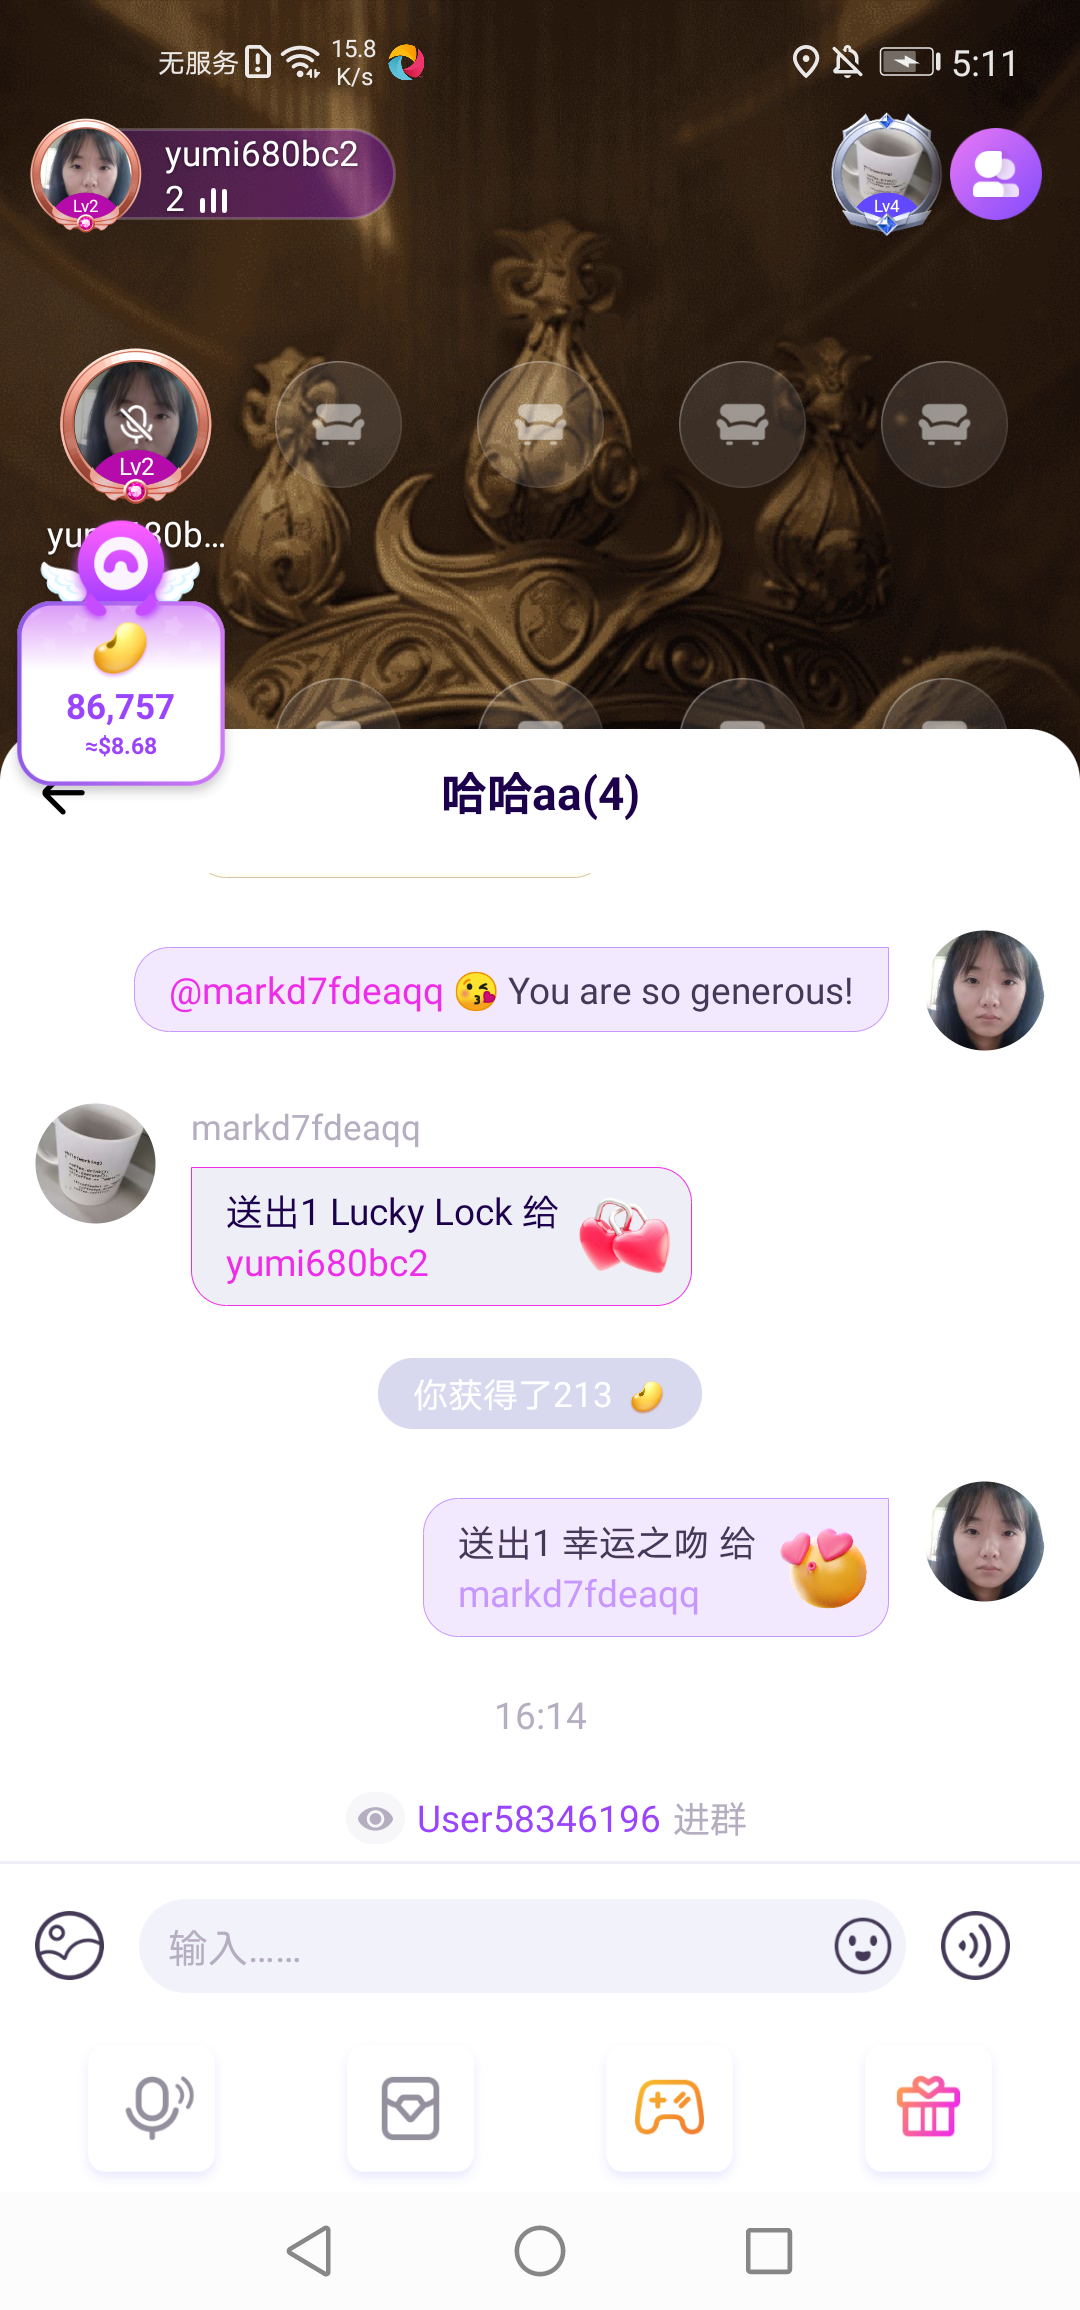 无服务
15.8
K/s
5:11
yumi680bc2
2
Lv2
Lv4
Lv2
86,757
≈$8.68
哈哈aa(4)
@markd7fdeaqq 😘 You are so generous!
markd7fdeaqq
送出1 Lucky Lock 给
yumi680bc2
你获得了213
送出1 幸运之吻 给
markd7fdeaqq
16:14
User58346196 进群
输入......